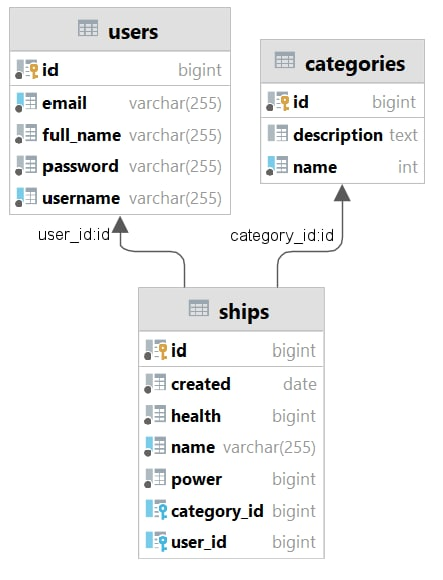 users
id bigint
email varchar(255)
full_name varchar(255)
password varchar(255)
username varchar(255)
categories
id bigint
description text
name int
user_id:id
category_id:id
ships
id bigint
created date
health bigint
name varchar(255)
power bigint
category_id bigint
user_id bigint